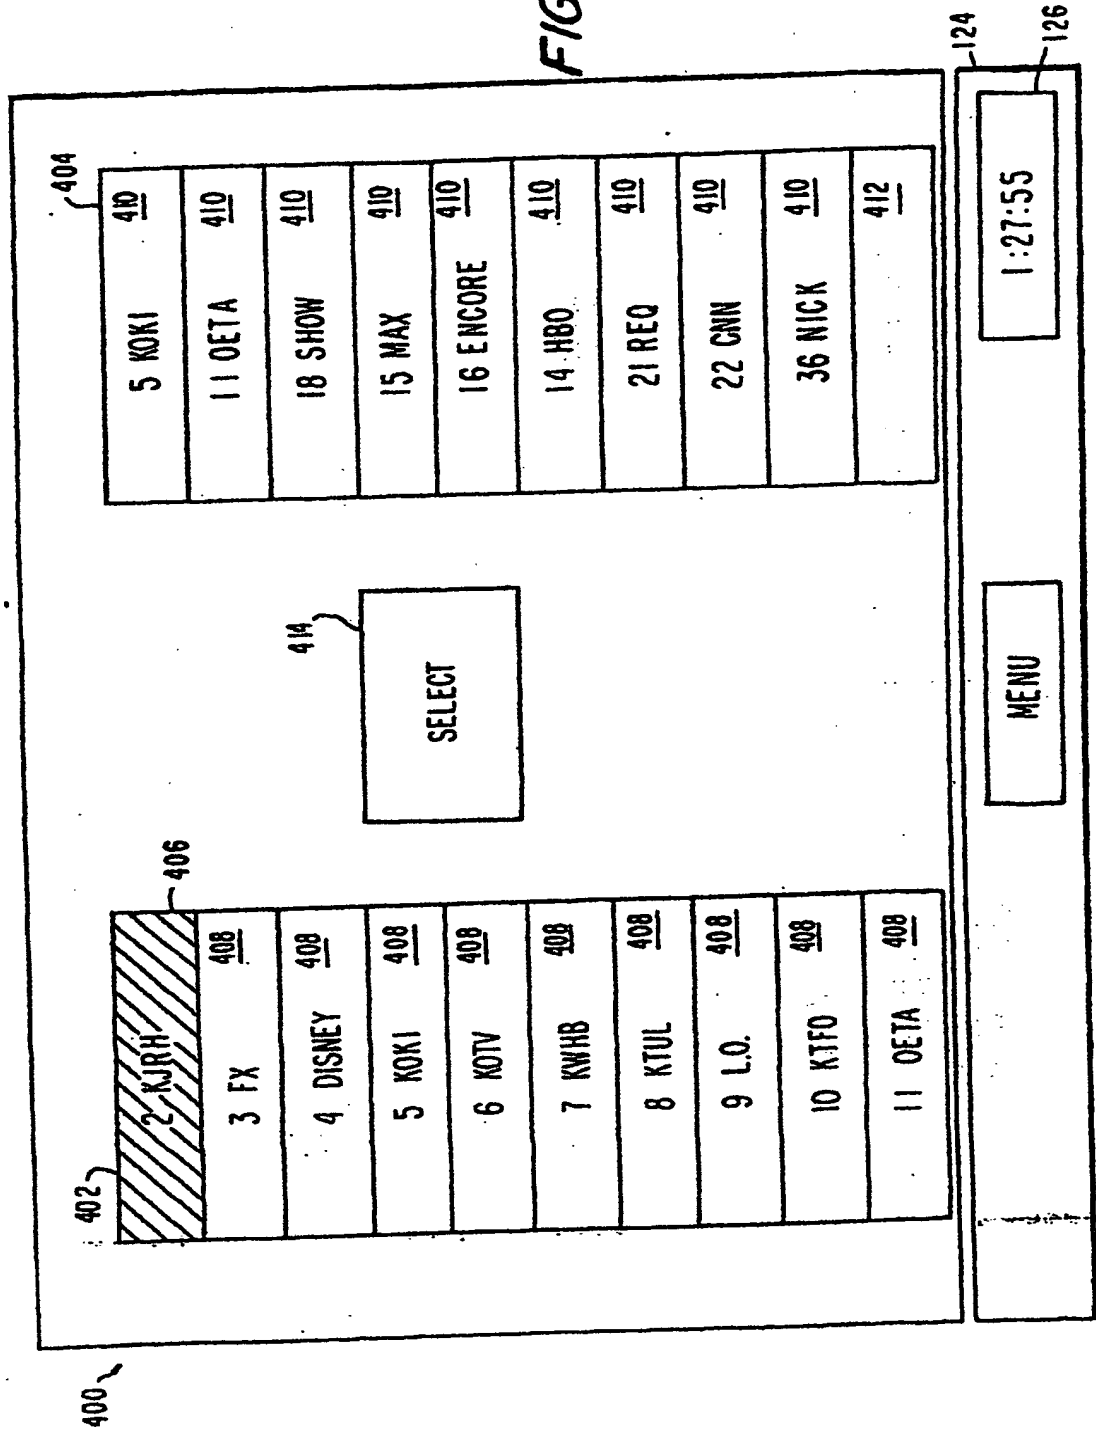 400
402
406
2 KJRH
3 FX 408
4 DISNEY 408
5 KOKI 408
6 KOTV 408
7 KWHB 408
8 KTUL 408
9 L.O. 408
10 KTFO 408
11 OETA 408
414
SELECT
404
5 KOKI 410
11 OETA 410
18 SHOW 410
15 MAX 410
16 ENCORE 410
14 HBO 410
21 REQ 410
22 CNN 410
36 NICK 410
412
MENU
1:27:55
124
126
FIG